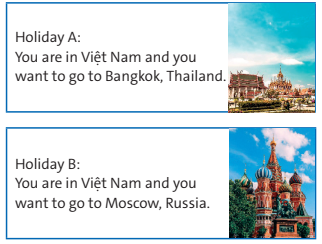 Holiday A:
You are in Việt Nam and you
want to go to Bangkok, Thailand.
Holiday B:
You are in Việt Nam and you
want to go to Moscow, Russia.